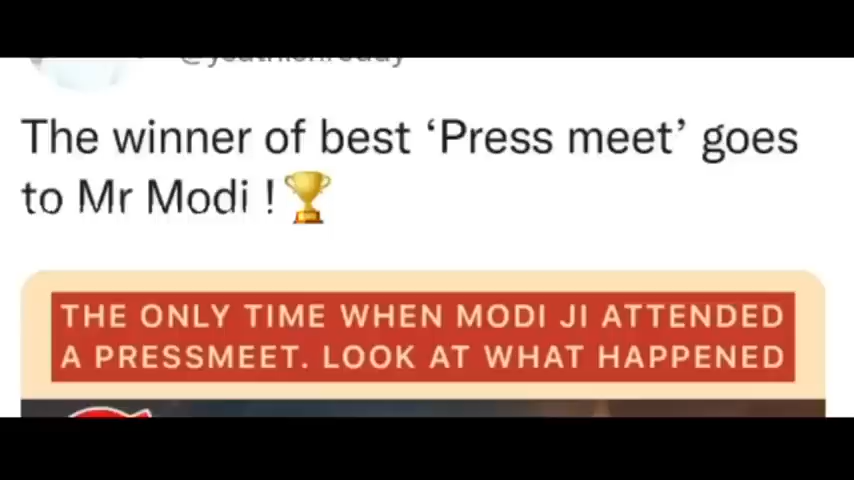 The winner of best ‘Press meet’ goes
to Mr Modi !🏆
THE ONLY TIME WHEN MODI JI ATTENDED
A PRESSMEET. LOOK AT WHAT HAPPENED